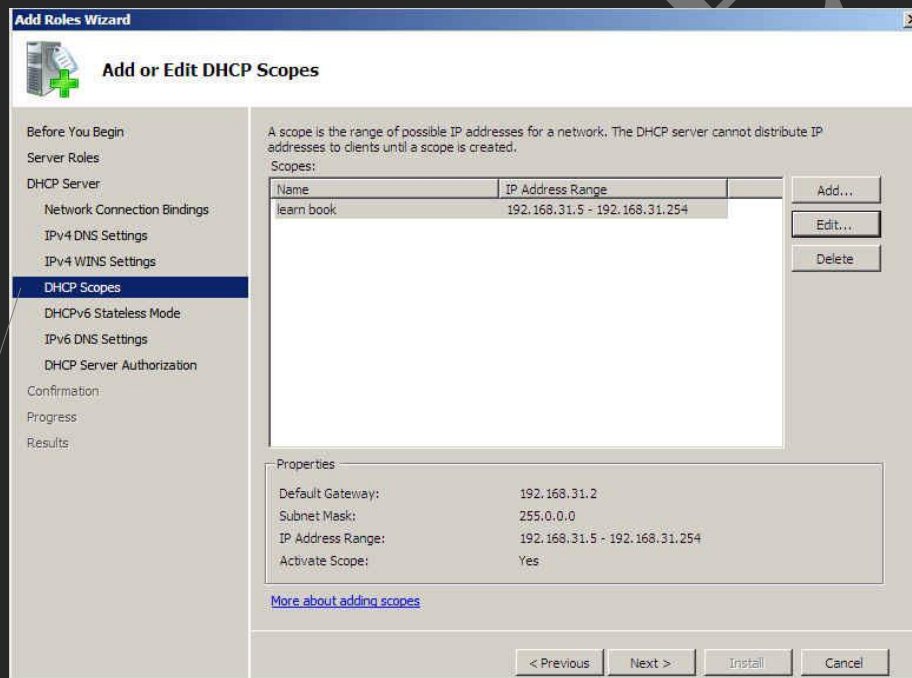 Add Roles Wizard
Add or Edit DHCP Scopes
Before You Begin
Server Roles
DHCP Server
Network Connection Bindings
IPv4 DNS Settings
IPv4 WINS Settings
DHCP Scopes
DHCPv6 Stateless Mode
IPv6 DNS Settings
DHCP Server Authorization
Confirmation
Progress
Results
A scope is the range of possible IP addresses for a network. The DHCP server cannot distribute IP
addresses to clients until a scope is created.
Scopes:
Name IP Address Range
learn book 192.168.31.5 - 192.168.31.254
Add...
Edit...
Delete
Properties
Default Gateway: 192.168.31.2
Subnet Mask: 255.0.0.0
IP Address Range: 192.168.31.5 - 192.168.31.254
Activate Scope: Yes
More about adding scopes
< Previous Next > Install Cancel